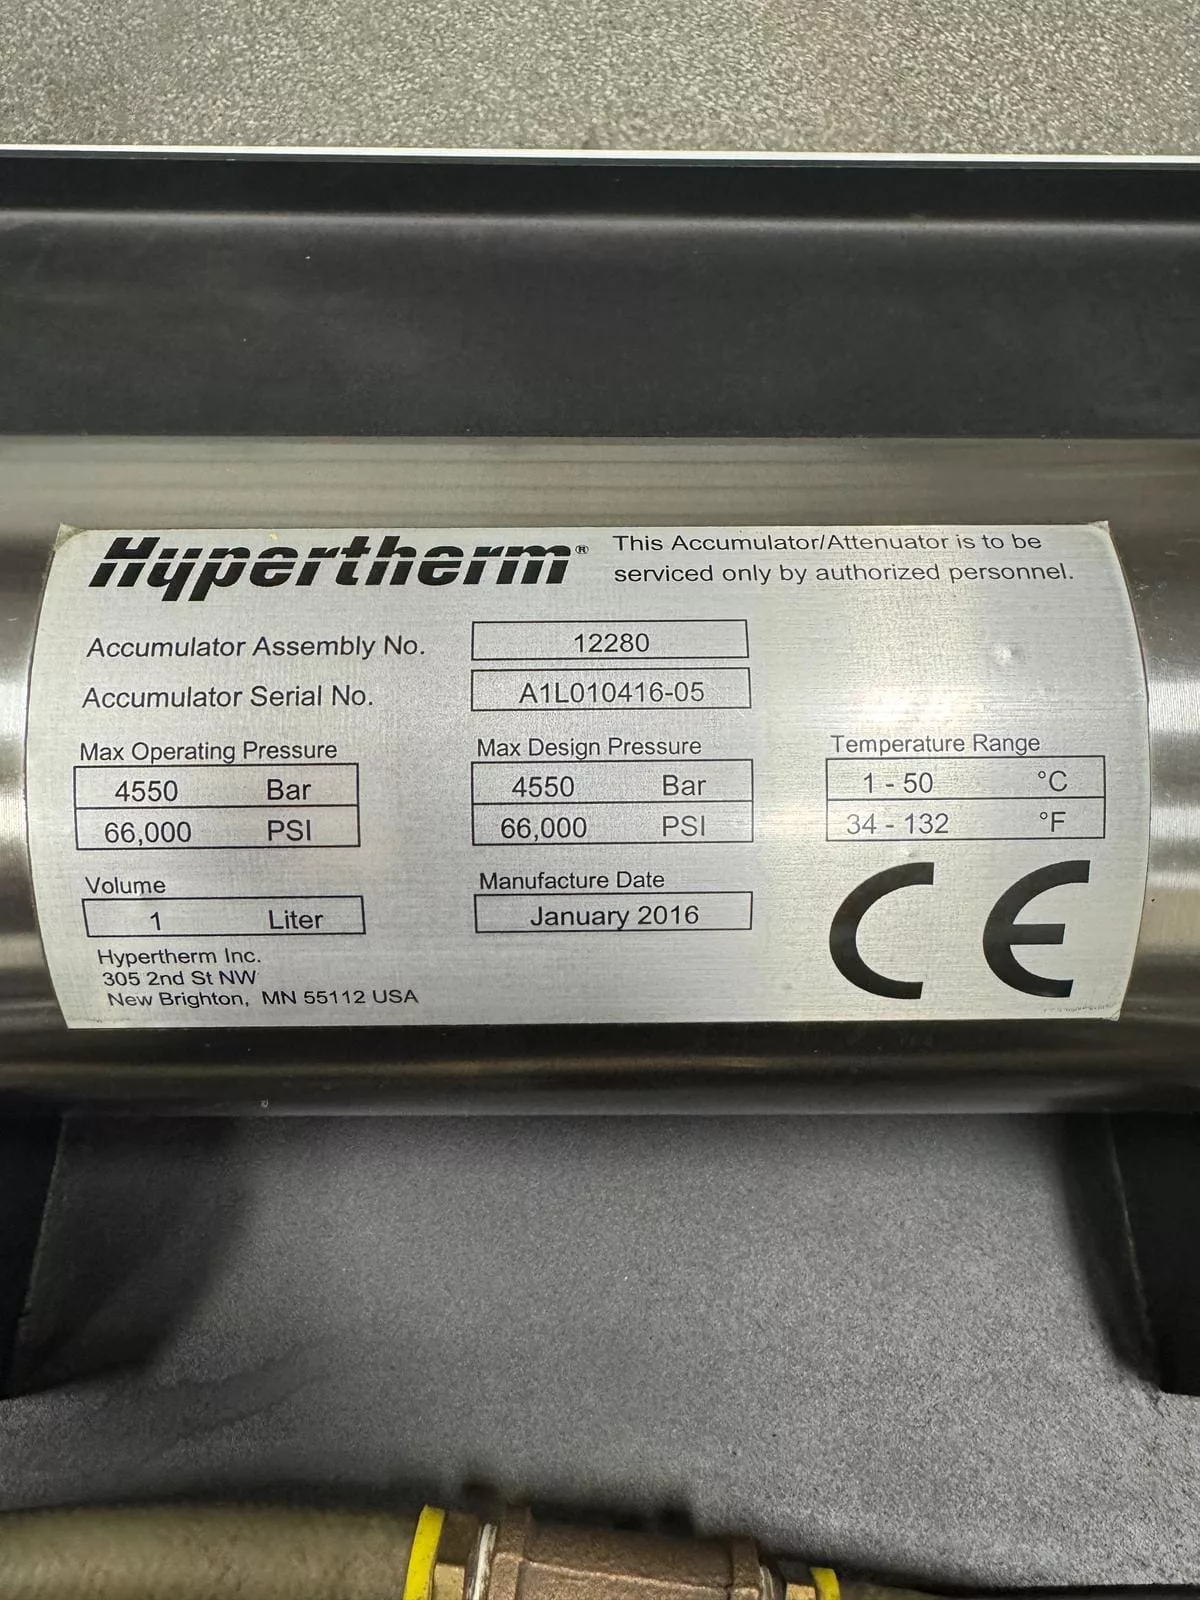 Hypertherm®
This Accumulator/Attenuator is to be
serviced only by authorized personnel.
Accumulator Assembly No. 12280
Accumulator Serial No. A1L010416-05
Max Operating Pressure
4550 Bar
66,000 PSI
Max Design Pressure
4550 Bar
66,000 PSI
Temperature Range
1 - 50 °C
34 - 132 °F
Volume
1 Liter
Manufacture Date
January 2016
Hypertherm Inc.
305 2nd St NW
New Brighton, MN 55112 USA
CE